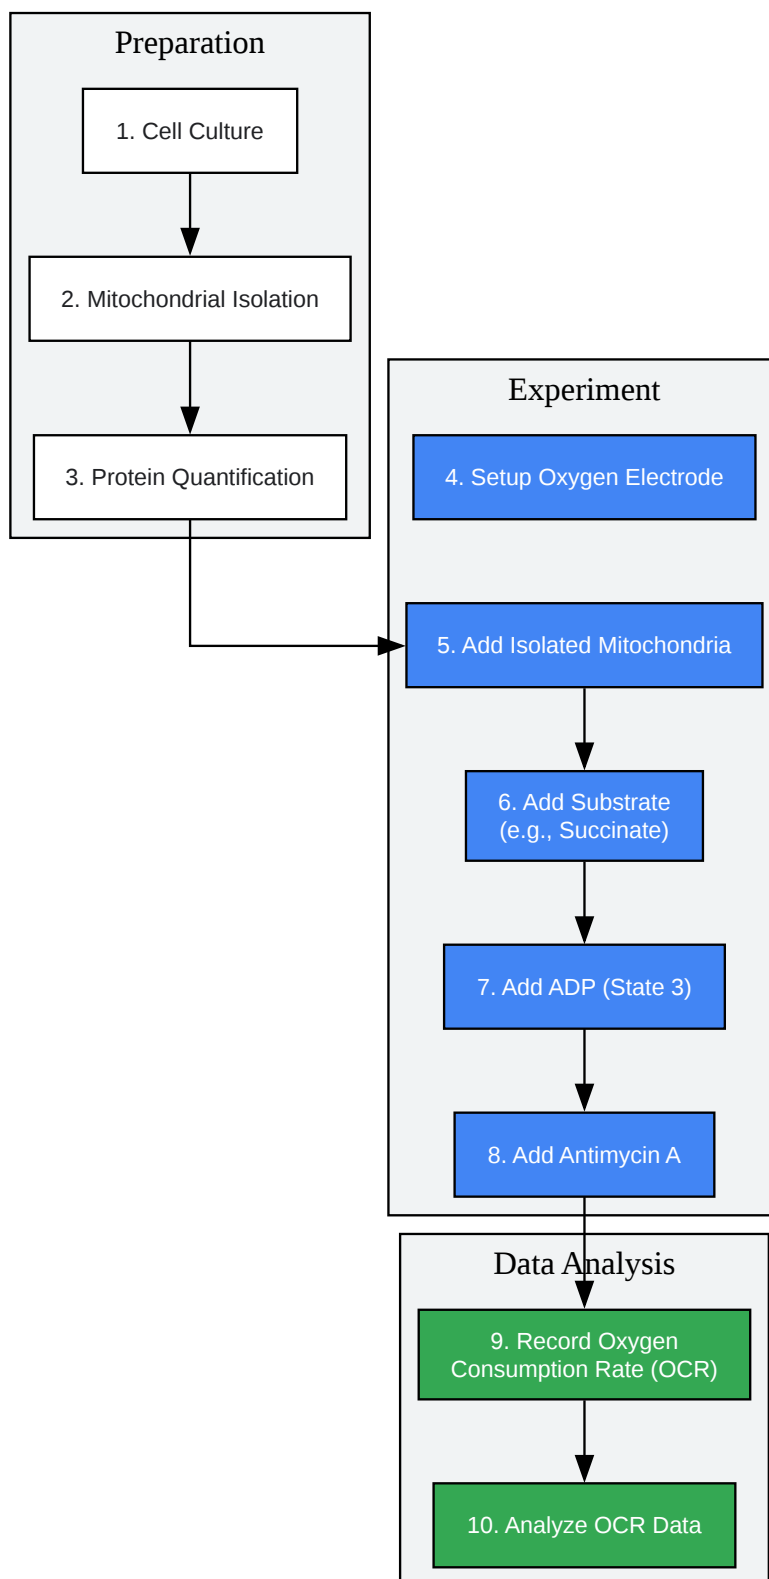 Preparation
1. Cell Culture
2. Mitochondrial Isolation
3. Protein Quantification
Experiment
4. Setup Oxygen Electrode
5. Add Isolated Mitochondria
6. Add Substrate
(e.g., Succinate)
7. Add ADP (State 3)
8. Add Antimycin A
Data Analysis
9. Record Oxygen
Consumption Rate (OCR)
10. Analyze OCR Data